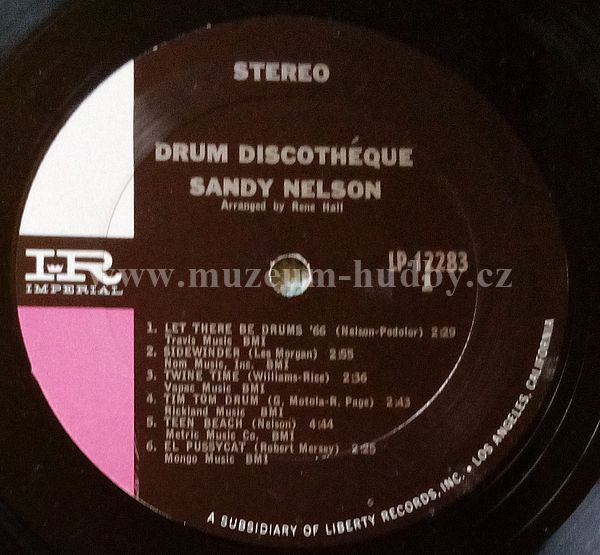 STEREO
DRUM DISCOTHÉQUE
SANDY NELSON
Arranged by Rene Hall
IR
IMPERIAL
LP-12283
www.muzeum-hudby.cz
1. LET THERE BE DRUMS '66 (Nelson-Podolor) 2:29
Travis Music BMI
2. SIDEWINDER (Lee Morgan) 2:55
Nom Music, Inc. BMI
3. TWINE TIME (Williams-Rice) 2:36
Vapac Music BMI
4. TIM TOM DRUM (G. Motola-R. Page) 2:43
Rickland Music BMI
5. TEEN BEACH (Nelson) 4:44
Metric Music Co. BMI
6. EL PUSSYCAT (Robert Mersey) 2:25
Mongo Music BMI
A SUBSIDIARY OF LIBERTY RECORDS, INC. • LOS ANGELES, CALIFORNIA